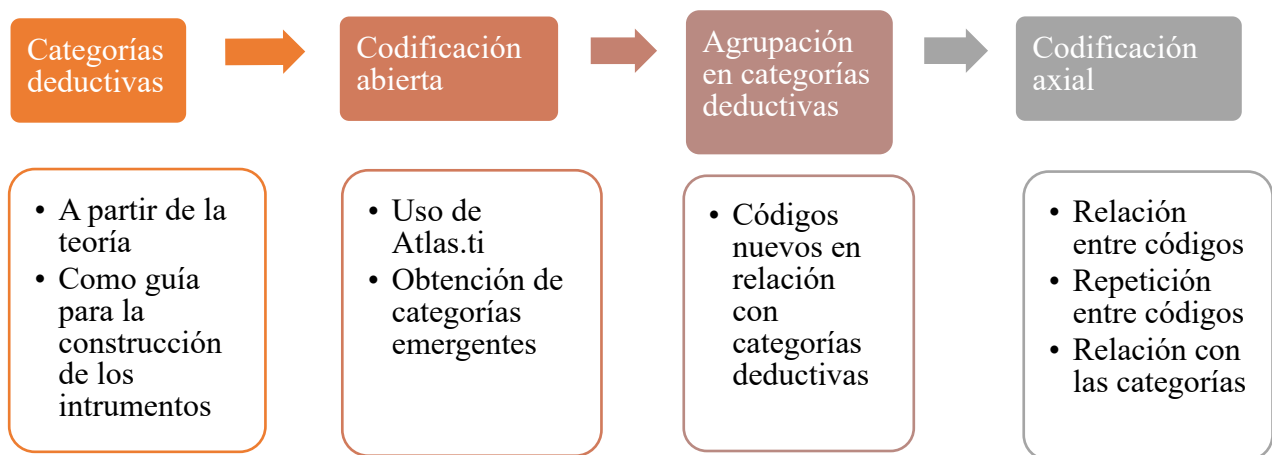 Categorías
deductivas
Codificación
abierta
Agrupación
en categorías
deductivas
Codificación
axial
• A partir de la
teoría
• Como guía
para la
construcción
de los
intrumentos
• Uso de
Atlas.ti
• Obtención de
categorías
emergentes
• Códigos
nuevos en
relación
con
categorías
deductivas
• Relación
entre códigos
• Repetición
entre códigos
• Relación con
las categorías